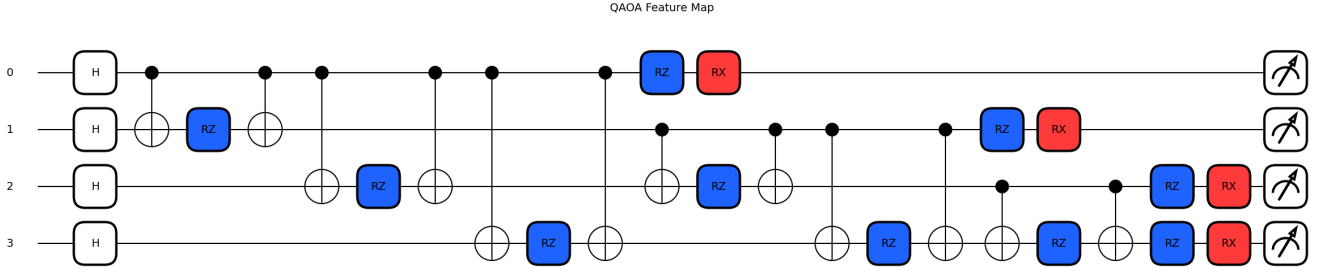 QAOA Feature Map
0 H RZ RX
1 H RZ RZ RX
2 H RZ RZ RZ RX
3 H RZ RZ RZ RZ RX